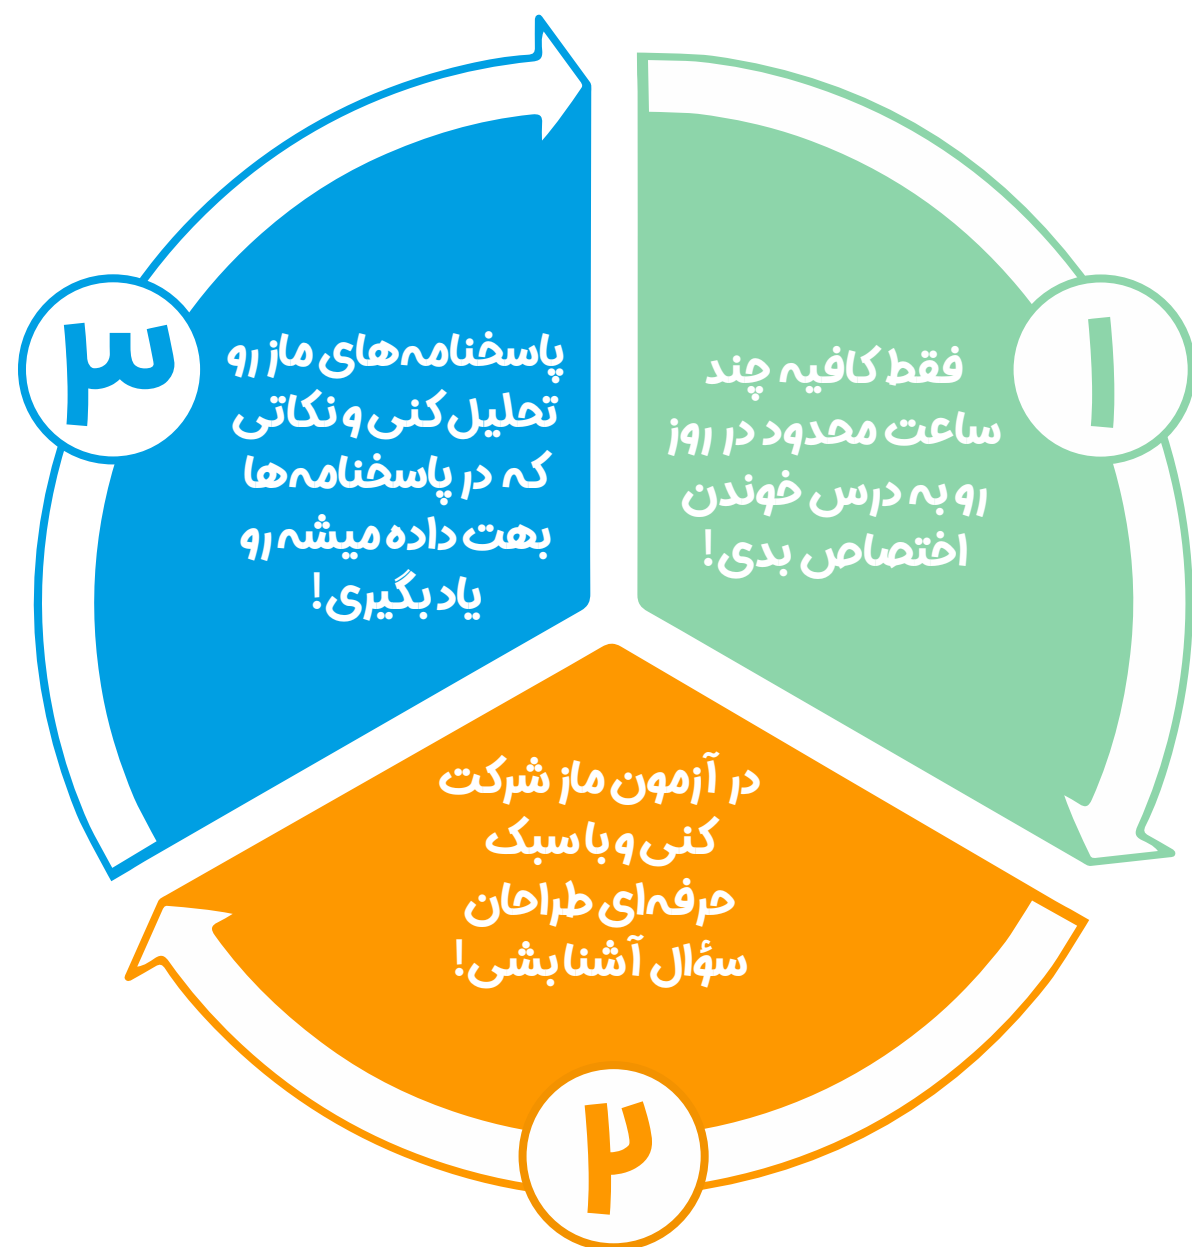 ۱
فقط کافیه چند
ساعت محدود در روز
رو به درس خوندن
اختصاص بدی!
۲
در آزمون ماز شرکت
کنی و با سبک
حرفه‌ای طراحان
سؤال آشنا بشی!
۳
پاسخنامه‌های ماز رو
تحلیل کنی و نکاتی
که در پاسخنامه‌ها
بهت داده میشه رو
یاد بگیری!